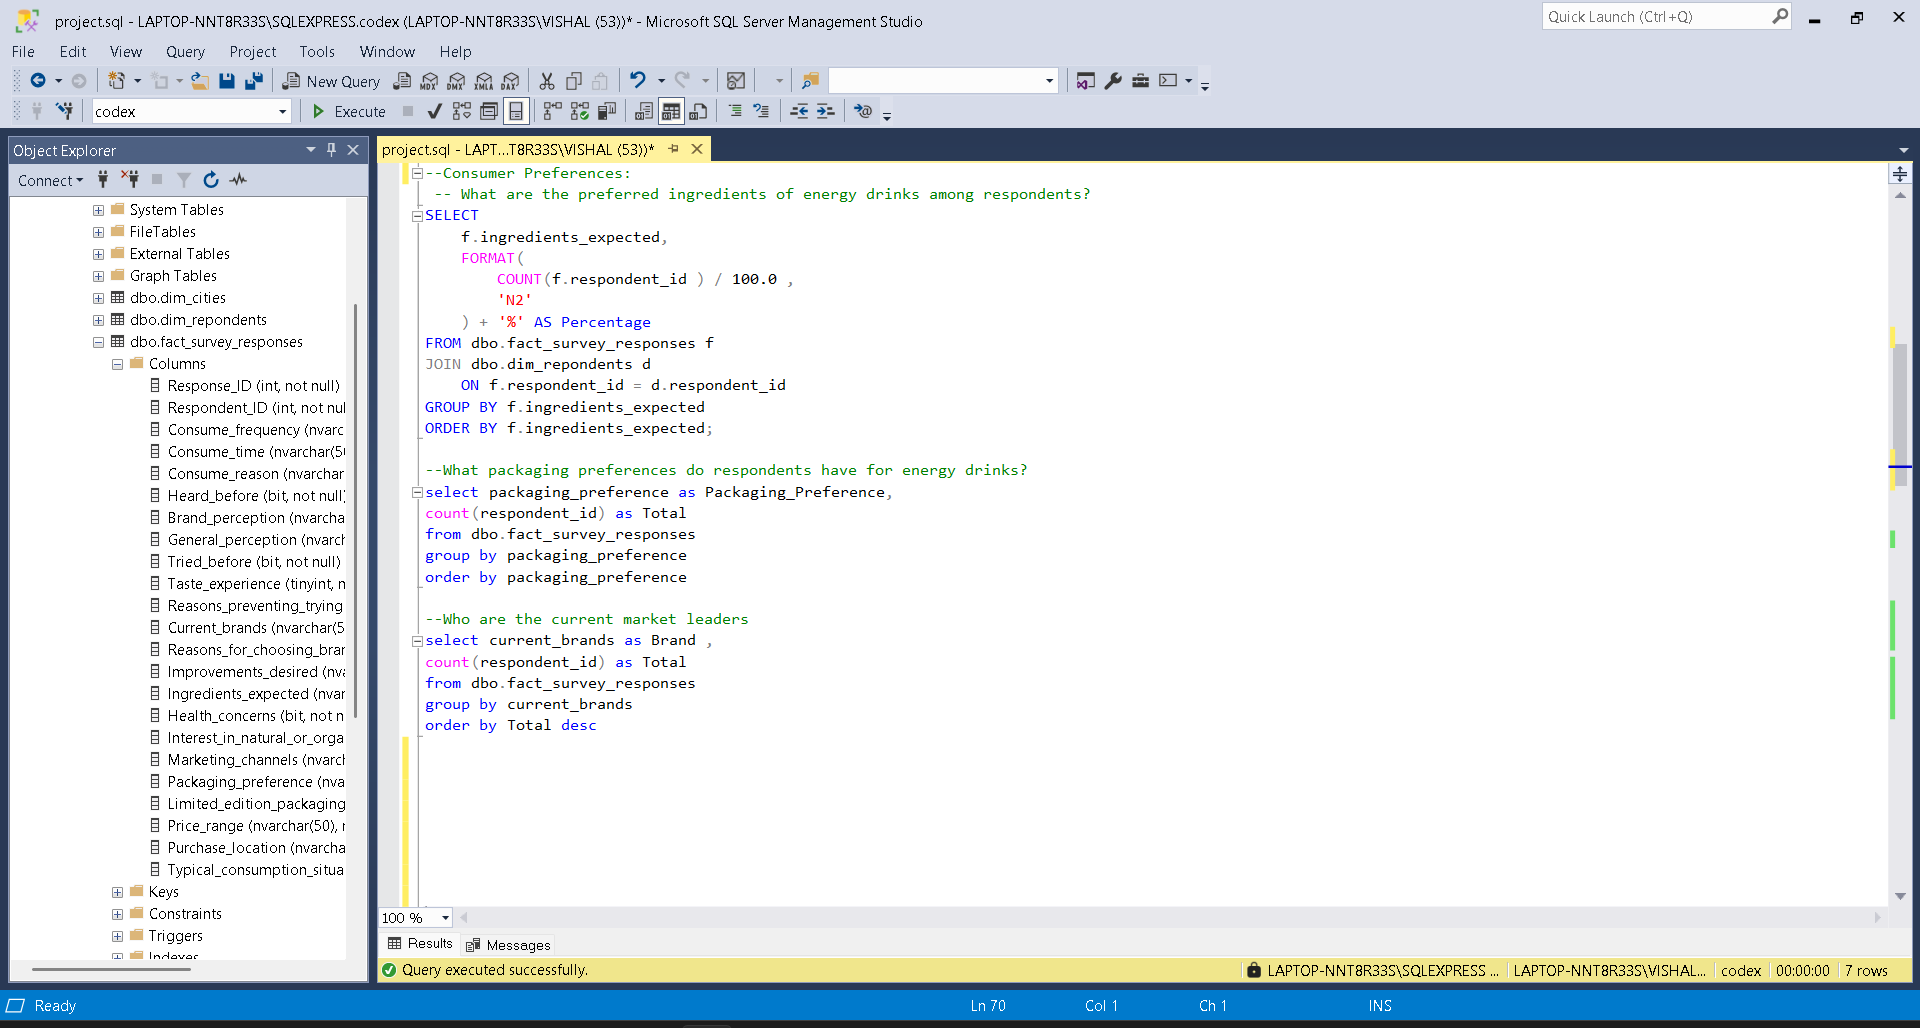 project.sql - LAPTOP-NNT8R33S\SQLEXPRESS.codex (LAPTOP-NNT8R33S\VISHAL (53))* - Microsoft SQL Server Management Studio
Quick Launch (Ctrl+Q)
File Edit View Query Project Tools Window Help
New Query MDX DMX XMLA DAX
codex Execute
Object Explorer
Connect
System Tables
FileTables
External Tables
Graph Tables
dbo.dim_cities
dbo.dim_repondents
dbo.fact_survey_responses
Columns
Response_ID (int, not null)
Respondent_ID (int, not nul
Consume_frequency (nvarc
Consume_time (nvarchar(5
Consume_reason (nvarchar
Heard_before (bit, not null)
Brand_perception (nvarcha
General_perception (nvarch
Tried_before (bit, not null)
Taste_experience (tinyint, n
Reasons_preventing_trying
Current_brands (nvarchar(5
Reasons_for_choosing_brar
Improvements_desired (nva
Ingredients_expected (nvar
Health_concerns (bit, not n
Interest_in_natural_or_orga
Marketing_channels (nvarch
Packaging_preference (nva
Limited_edition_packaging
Price_range (nvarchar(50), r
Purchase_location (nvarcha
Typical_consumption_situa
Keys
Constraints
Triggers
Indexes
project.sql - LAPT...T8R33S\VISHAL (53))*
--Consumer Preferences:
-- What are the preferred ingredients of energy drinks among respondents?
SELECT
f.ingredients_expected,
FORMAT(
COUNT(f.respondent_id ) / 100.0 ,
'N2'
) + '%' AS Percentage
FROM dbo.fact_survey_responses f
JOIN dbo.dim_repondents d
ON f.respondent_id = d.respondent_id
GROUP BY f.ingredients_expected
ORDER BY f.ingredients_expected;
--What packaging preferences do respondents have for energy drinks?
select packaging_preference as Packaging_Preference,
count(respondent_id) as Total
from dbo.fact_survey_responses
group by packaging_preference
order by packaging_preference
--Who are the current market leaders
select current_brands as Brand ,
count(respondent_id) as Total
from dbo.fact_survey_responses
group by current_brands
order by Total desc
100 %
Results Messages
Query executed successfully.
LAPTOP-NNT8R33S\SQLEXPRESS ... LAPTOP-NNT8R33S\VISHAL... codex 00:00:00 7 rows
Ready Ln 70 Col 1 Ch 1 INS